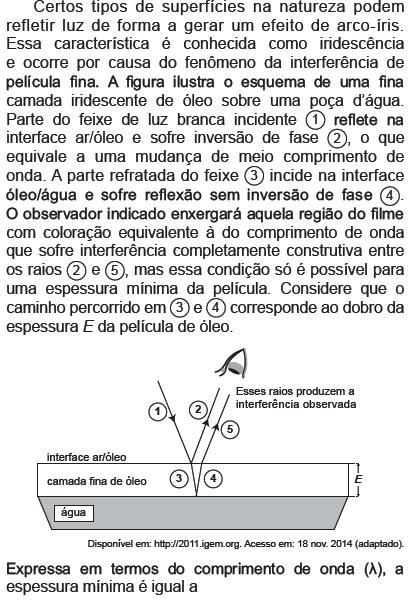 Certos tipos de superfícies na natureza podem
refletir luz de forma a gerar um efeito de arco-íris.
Essa característica é conhecida como iridescência
e ocorre por causa do fenômeno da interferência de
película fina. A figura ilustra o esquema de uma fina
camada iridescente de óleo sobre uma poça d'água.
Parte do feixe de luz branca incidente 1 reflete na
interface ar/óleo e sofre inversão de fase 2, o que
equivale a uma mudança de meio comprimento de
onda. A parte refratada do feixe 3 incide na interface
óleo/água e sofre reflexão sem inversão de fase 4.
O observador indicado enxergará aquela região do filme
com coloração equivalente à do comprimento de onda
que sofre interferência completamente construtiva entre
os raios 2 e 5, mas essa condição só é possível para
uma espessura mínima da película. Considere que o
caminho percorrido em 3 e 4 corresponde ao dobro da
espessura E da película de óleo.
Esses raios produzem a
interferência observada
1
2
5
interface ar/óleo
camada fina de óleo
3
4
E
água
Disponível em: http://2011.igem.org. Acesso em: 18 nov. 2014 (adaptado).
Expressa em termos do comprimento de onda (λ), a
espessura mínima é igual a